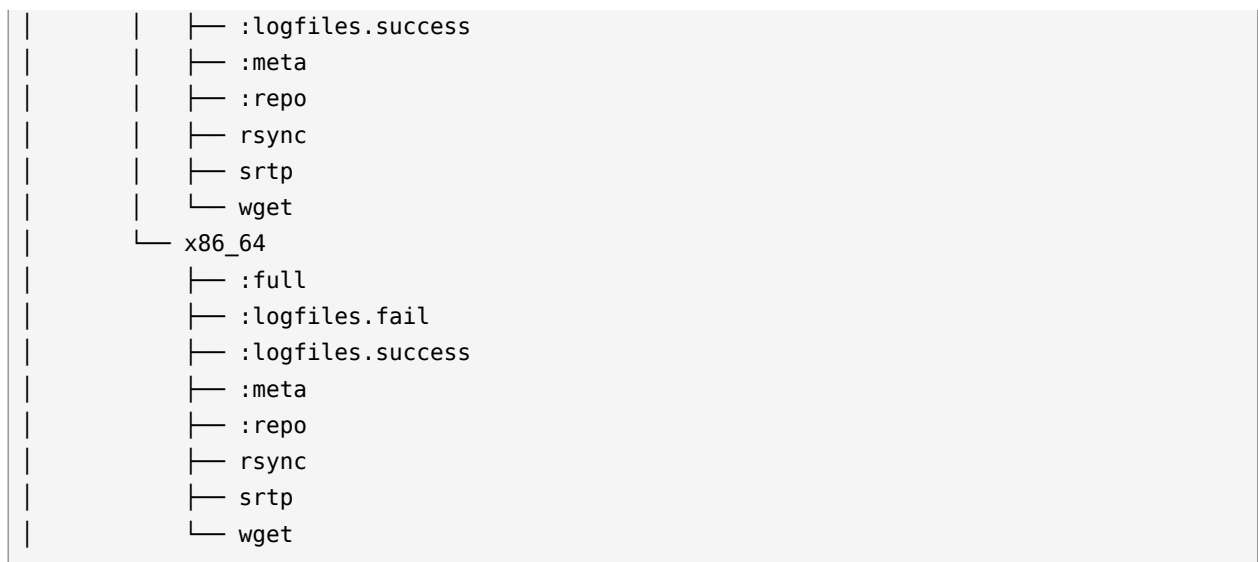 │       │   ├── :logfiles.success
│       │   ├── :meta
│       │   ├── :repo
│       │   ├── rsync
│       │   ├── srtp
│       │   └── wget
│       └── x86_64
│           ├── :full
│           ├── :logfiles.fail
│           ├── :logfiles.success
│           ├── :meta
│           ├── :repo
│           ├── rsync
│           ├── srtp
│           └── wget